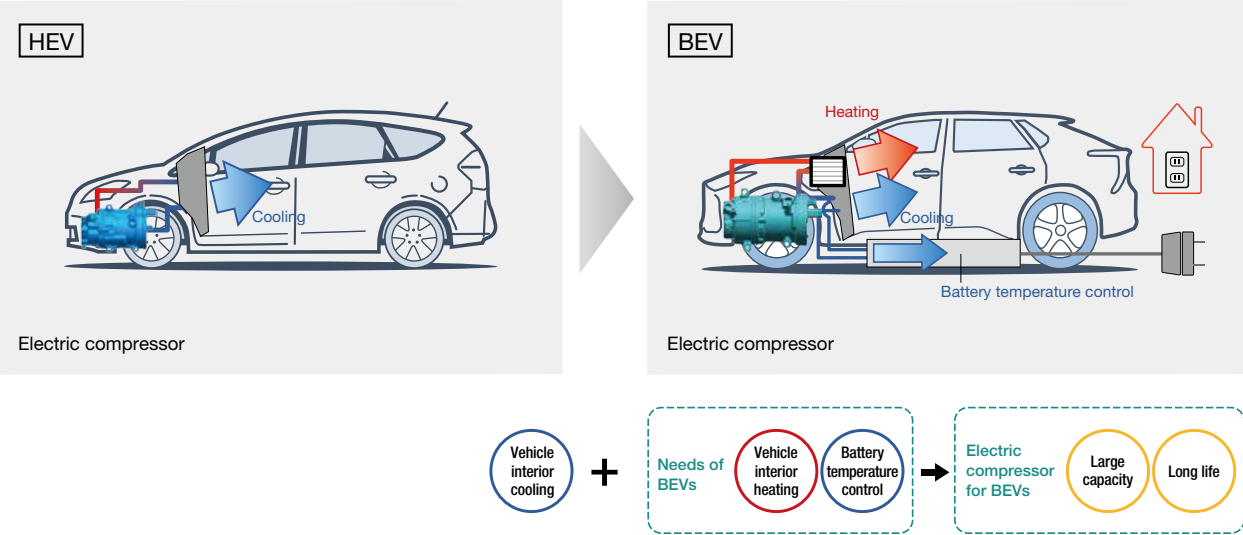 HEV
Cooling
Electric compressor
BEV
Heating
Cooling
Battery temperature control
Electric compressor
Vehicle
interior
cooling
+
Needs of
BEVs
Vehicle
interior
heating
Battery
temperature
control
Electric
compressor
for BEVs
Large
capacity
Long life